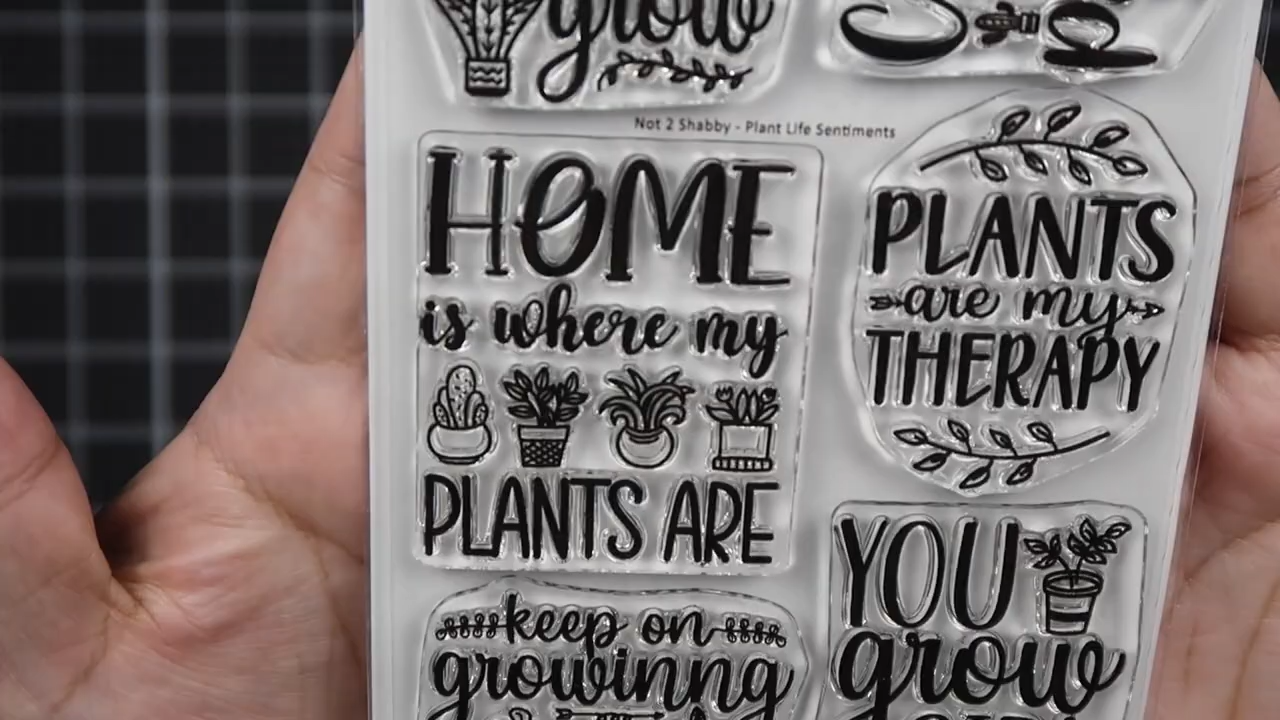 grow
Not 2 Shabby - Plant Life Sentiments
HOME
is where my
PLANTS ARE
PLANTS
are my
THERAPY
keep on
growinng
YOU
grow